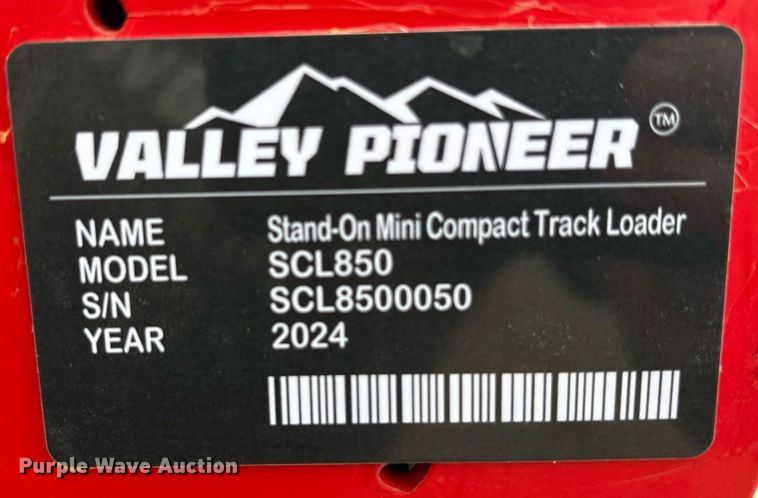 VALLEY PIONEER TM
NAME Stand-On Mini Compact Track Loader
MODEL SCL850
S/N SCL8500050
YEAR 2024
Purple Wave Auction